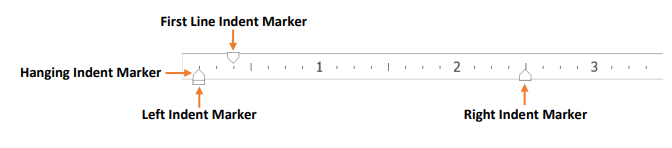 First Line Indent Marker
1 2 3
Hanging Indent Marker
Left Indent Marker
Right Indent Marker